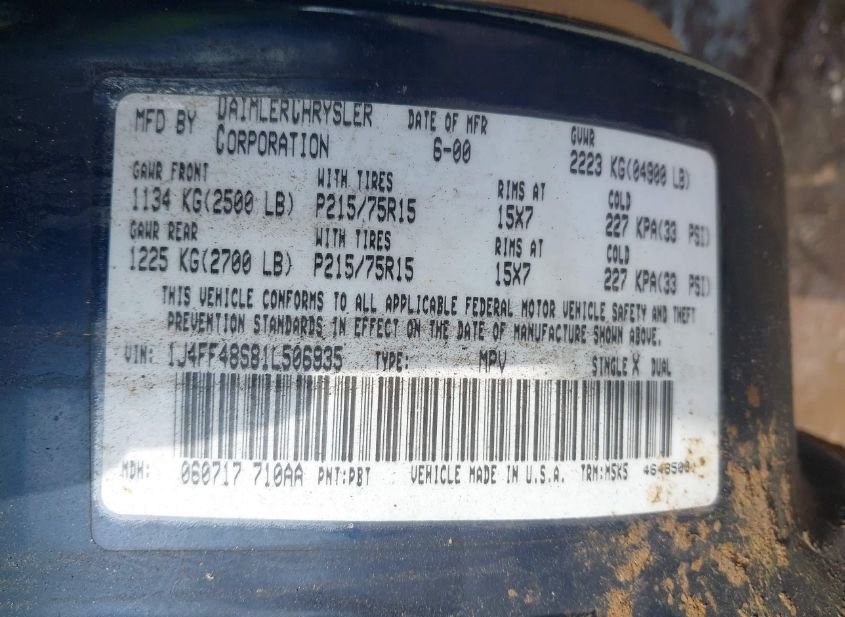 MFD BY DAIMLERCHRYSLER CORPORATION DATE OF MFR 6-00 GVWR 2223 KG(04900 LB)
GAWR FRONT WITH TIRES RIMS AT COLD
1134 KG(2500 LB) P215/75R15 15X7 227 KPA(33 PSI)
GAWR REAR WITH TIRES RIMS AT COLD
1225 KG(2700 LB) P215/75R15 15X7 227 KPA(33 PSI)
THIS VEHICLE CONFORMS TO ALL APPLICABLE FEDERAL MOTOR VEHICLE SAFETY AND THEFT
PREVENTION STANDARDS IN EFFECT ON THE DATE OF MANUFACTURE SHOWN ABOVE.
VIN: 1J4FF48S81L506935 TYPE: MPV SINGLE X DUAL
MDH: 060717 710AA PNT:PBT VEHICLE MADE IN U.S.A. TRM:M5K5